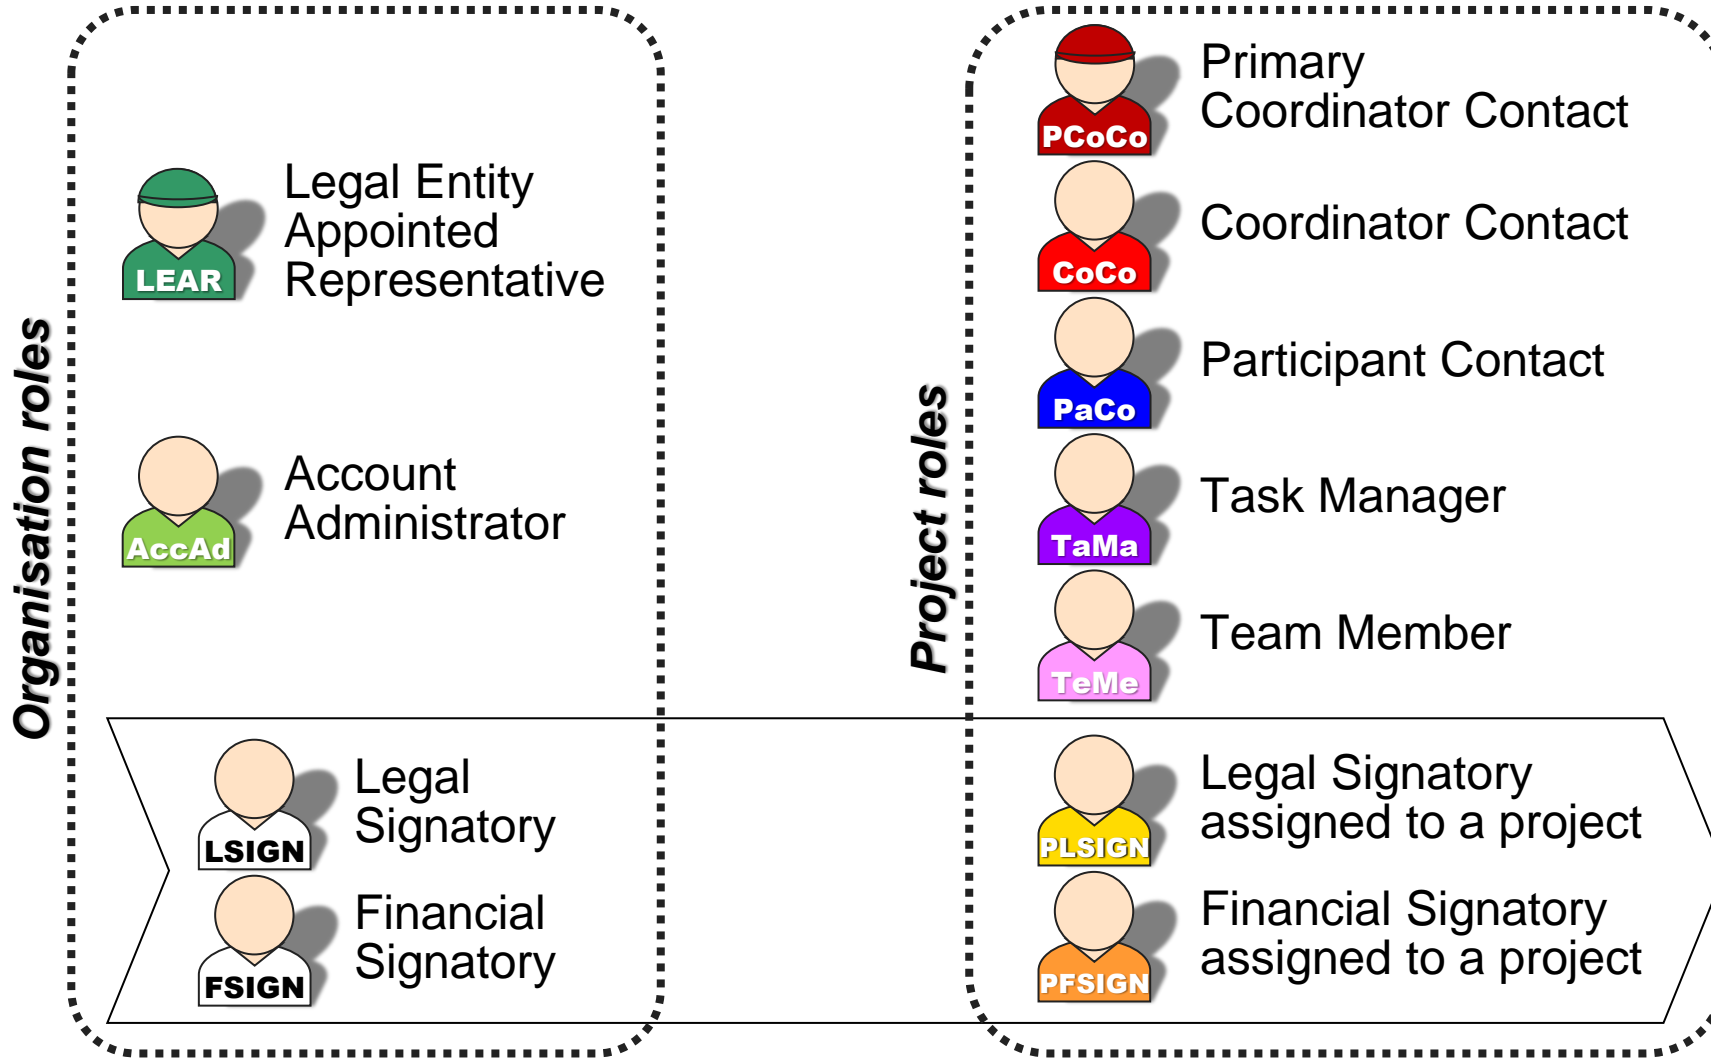 Organisation roles
LEAR
Legal Entity
Appointed
Representative
AccAd
Account
Administrator
LSIGN
Legal
Signatory
FSIGN
Financial
Signatory
Project roles
PCoCo
Primary
Coordinator Contact
CoCo
Coordinator Contact
PaCo
Participant Contact
TaMa
Task Manager
TeMe
Team Member
PLSIGN
Legal Signatory
assigned to a project
PFSIGN
Financial Signatory
assigned to a project